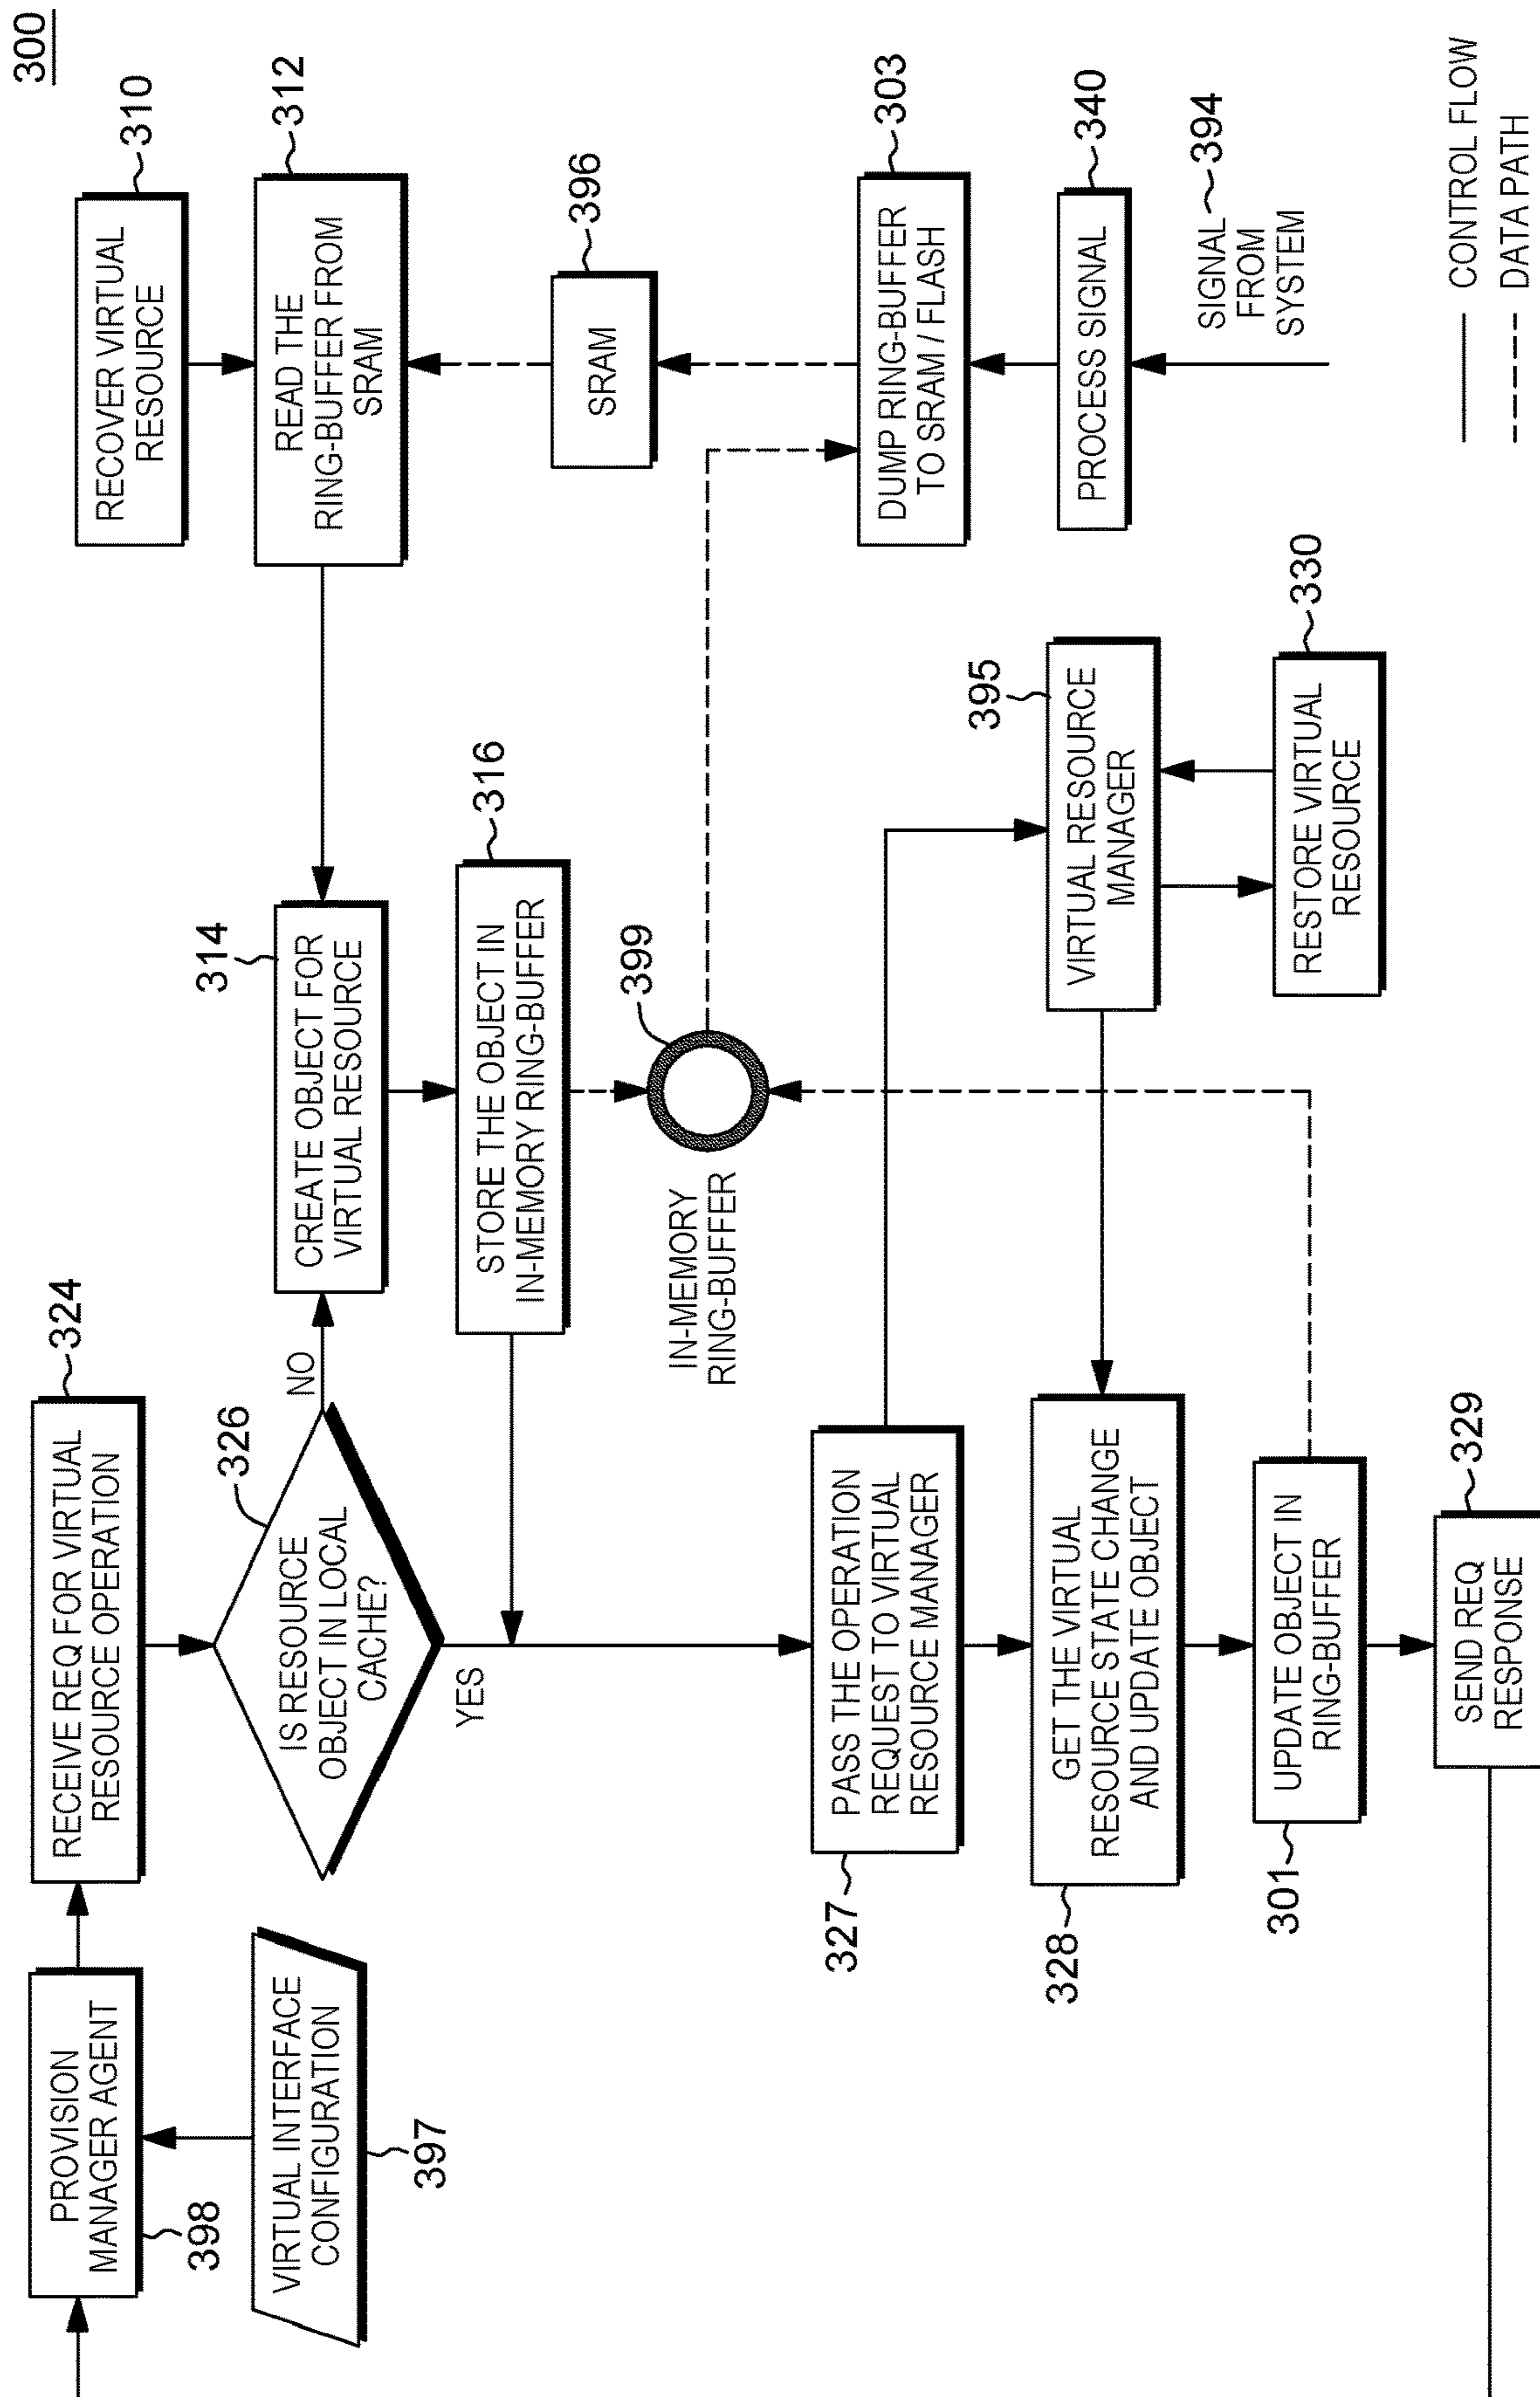 300
PROVISION
MANAGER AGENT
398
VIRTUAL INTERFACE
CONFIGURATION
397
RECEIVE REQ FOR VIRTUAL
RESOURCE OPERATION
324
IS RESOURCE
OBJECT IN LOCAL
CACHE?
326
NO
YES
CREATE OBJECT FOR
VIRTUAL RESOURCE
314
STORE THE OBJECT IN
IN-MEMORY RING-BUFFER
316
IN-MEMORY
RING-BUFFER
399
RECOVER VIRTUAL
RESOURCE
310
READ THE
RING-BUFFER FROM
SRAM
312
SRAM
396
DUMP RING-BUFFER
TO SRAM / FLASH
303
PROCESS SIGNAL
340
SIGNAL
FROM
SYSTEM
394
PASS THE OPERATION
REQUEST TO VIRTUAL
RESOURCE MANAGER
327
GET THE VIRTUAL
RESOURCE STATE CHANGE
AND UPDATE OBJECT
328
UPDATE OBJECT IN
RING-BUFFER
301
SEND REQ
RESPONSE
329
VIRTUAL RESOURCE
MANAGER
395
RESTORE VIRTUAL
RESOURCE
330
CONTROL FLOW
DATA PATH